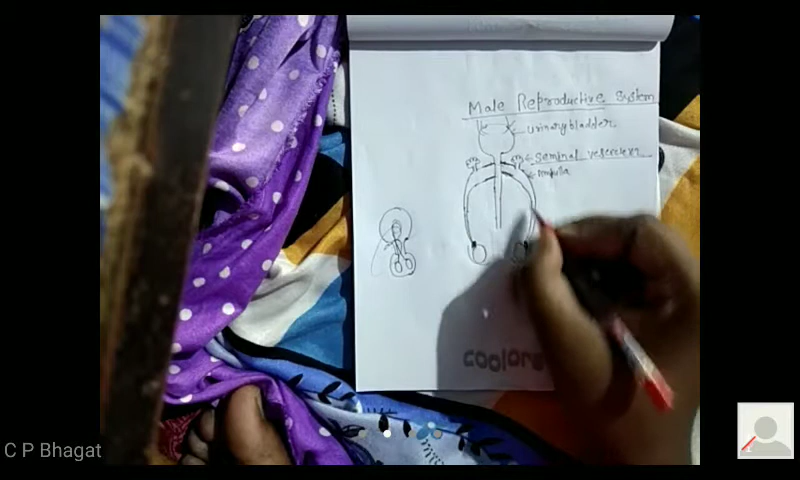 Male Reproductive System
urinary bladder
Seminal vesicles
Ampulla
coolors
C P Bhagat